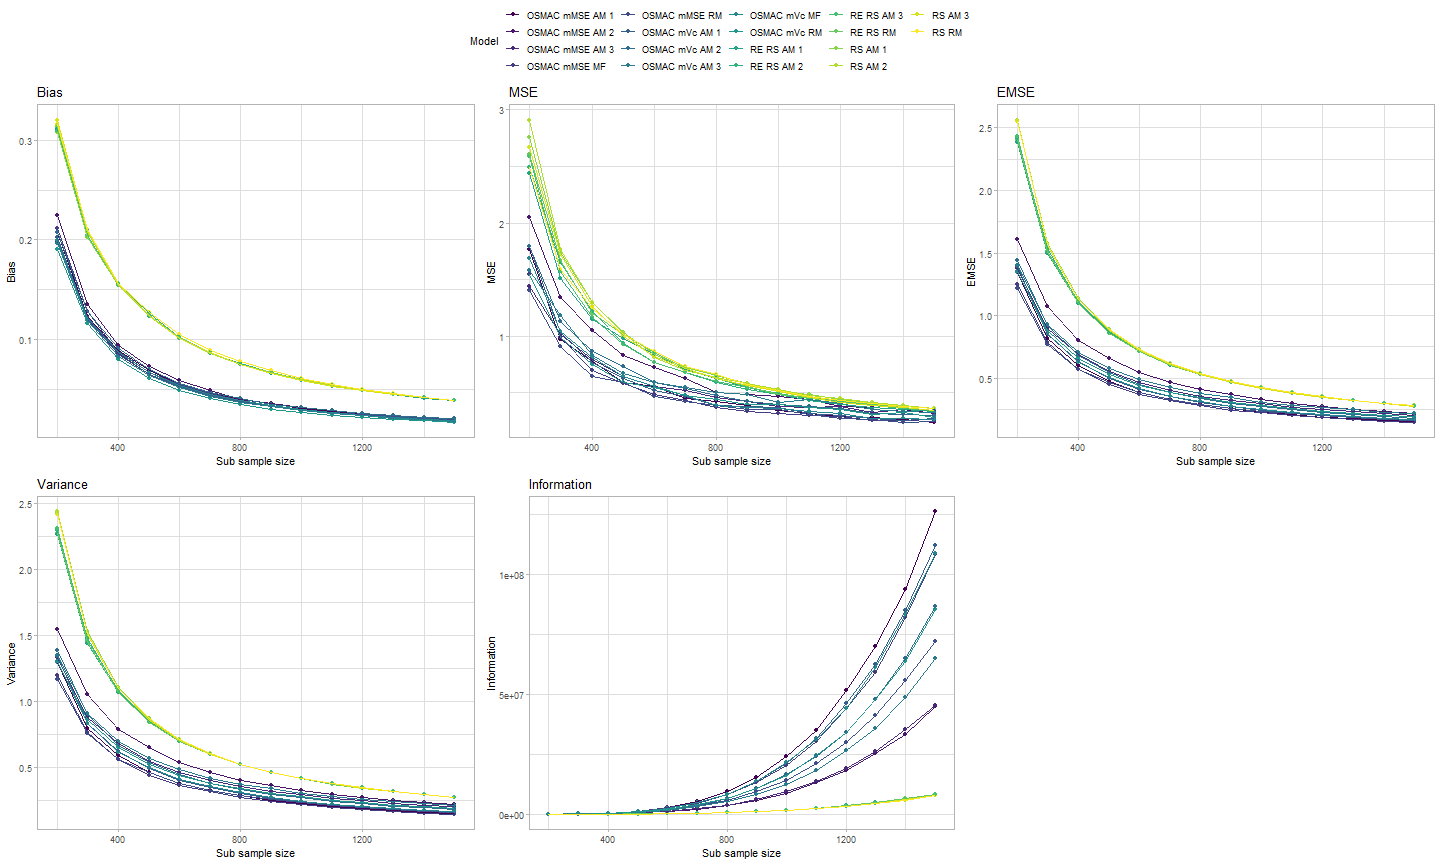 Model
OSMAC mMSE AM 1
OSMAC mMSE AM 2
OSMAC mMSE AM 3
OSMAC mMSE MF
OSMAC mMSE RM
OSMAC mVc AM 1
OSMAC mVc AM 2
OSMAC mVc AM 3
OSMAC mVc MF
OSMAC mVc RM
RE RS AM 1
RE RS AM 2
RE RS AM 3
RE RS RM
RS AM 1
RS AM 2
RS AM 3
RS RM
Bias
Bias
0.3
0.2
0.1
400 800 1200
Sub sample size
MSE
MSE
3
2
1
400 800 1200
Sub sample size
EMSE
EMSE
2.5
2.0
1.5
1.0
0.5
400 800 1200
Sub sample size
Variance
Variance
2.5
2.0
1.5
1.0
0.5
400 800 1200
Sub sample size
Information
Information
1e+08
5e+07
0e+00
400 800 1200
Sub sample size